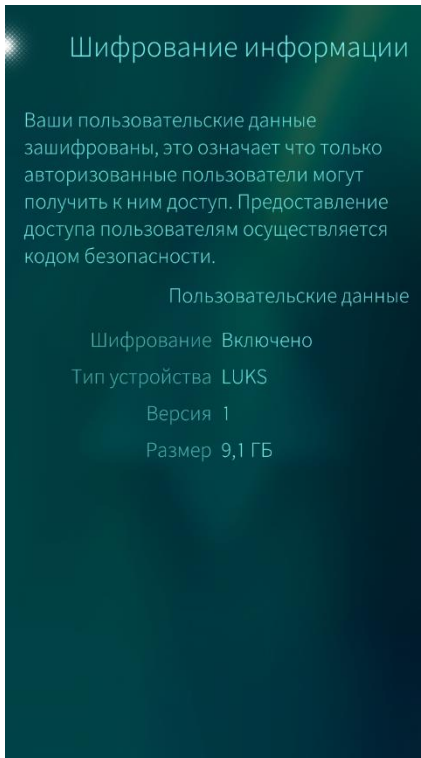 Шифрование информации
Ваши пользовательские данные
зашифрованы, это означает что только
авторизованные пользователи могут
получить к ним доступ. Предоставление
доступа пользователям осуществляется
кодом безопасности.
Пользовательские данные
Шифрование Включено
Тип устройства LUKS
Версия 1
Размер 9,1 ГБ